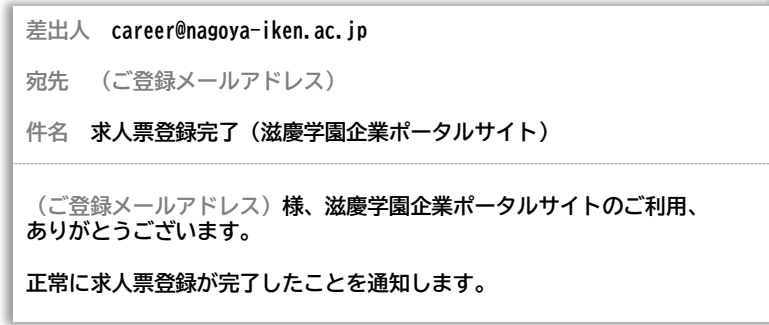 差出人 career@nagoya-iken.ac.jp
宛先 （ご登録メールアドレス）
件名 求人票登録完了（滋慶学園企業ポータルサイト）
（ご登録メールアドレス）様、滋慶学園企業ポータルサイトのご利用、
ありがとうございます。
正常に求人票登録が完了したことを通知します。